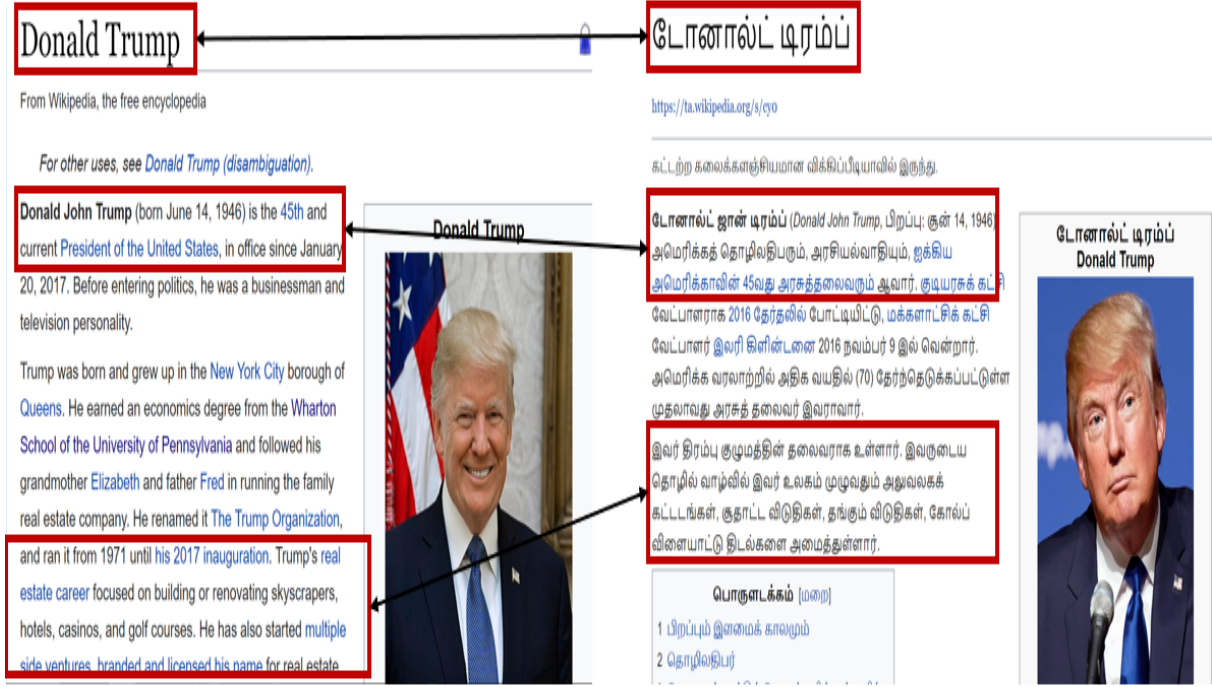 Donald Trump
From Wikipedia, the free encyclopedia
For other uses, see Donald Trump (disambiguation).
Donald John Trump (born June 14, 1946) is the 45th and
current President of the United States, in office since January
20, 2017. Before entering politics, he was a businessman and
television personality.
Trump was born and grew up in the New York City borough of
Queens. He earned an economics degree from the Wharton
School of the University of Pennsylvania and followed his
grandmother Elizabeth and father Fred in running the family
real estate company. He renamed it The Trump Organization,
and ran it from 1971 until his 2017 inauguration. Trump's real
estate career focused on building or renovating skyscrapers,
hotels, casinos, and golf courses. He has also started multiple
side ventures, branded and licensed his name for real estate
Donald Trump
டோனால்ட் டிரம்ப்
https://ta.wikipedia.org/s/cyo
கட்டற்ற கலைக்களஞ்சியமான விக்கிப்பீடியாவில் இருந்து.
டோனால்ட் ஜான் டிரம்ப் (Donald John Trump, பிறப்பு: சூன் 14, 1946)
அமெரிக்கத் தொழிலதிபரும், அரசியல்வாதியும், ஐக்கிய
அமெரிக்காவின் 45வது அரசுத்தலைவரும் ஆவார். குடியரசுக் கட்சி
வேட்பாளராக 2016 தேர்தலில் போட்டியிட்டு, மக்களாட்சிக் கட்சி
வேட்பாளர் இலரி கிளின்டனை 2016 நவம்பர் 9 இல் வென்றார்.
அமெரிக்க வரலாற்றில் அதிக வயதில் (70) தேர்ந்தெடுக்கப்பட்டுள்ள
முதலாவது அரசுத் தலைவர் இவராவார்.
இவர் திரம்பு குழுமத்தின் தலைவராக உள்ளார். இவருடைய
தொழில் வாழ்வில் இவர் உலகம் முழுவதும் அலுவலகக்
கட்டடங்கள், சூதாட்ட விடுதிகள், தங்கும் விடுதிகள், கோல்ப்
விளையாட்டு திடல்களை அமைத்துள்ளார்.
பொருளடக்கம் [மறை]
1 பிறப்பும் இளமைக் காலமும்
2 தொழிலதிபர்
டோனால்ட் டிரம்ப்
Donald Trump